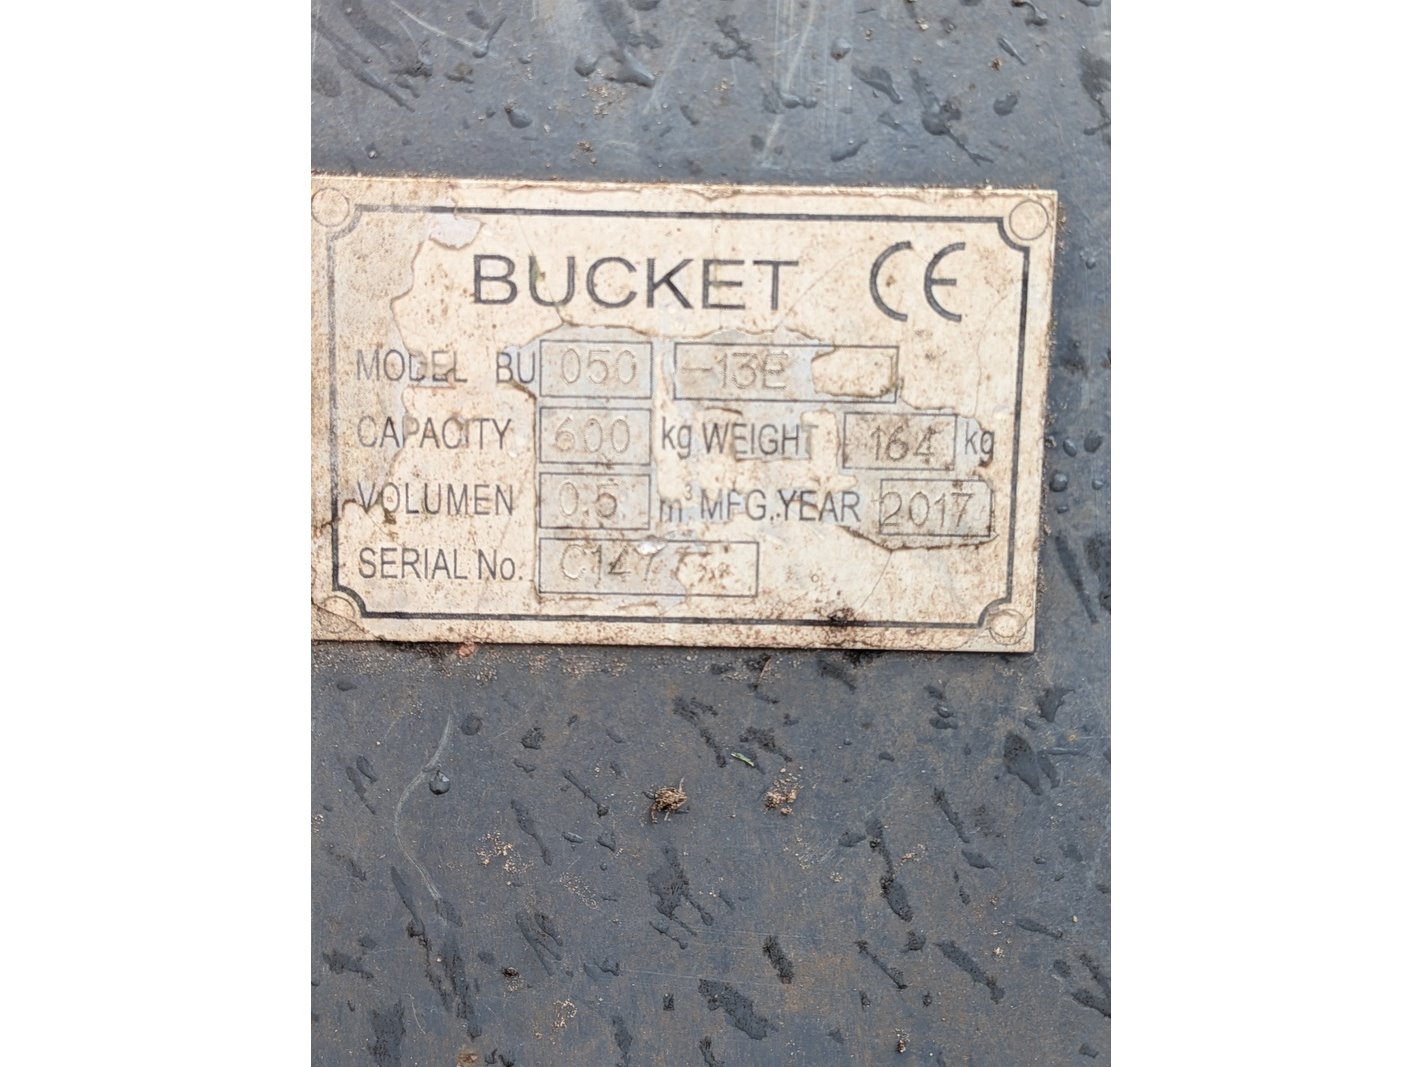 BUCKET CE
MODEL BU 050 -13E
CAPACITY 600 kg WEIGHT 164 kg
VOLUMEN 0.5 m³ MFG. YEAR 2017
SERIAL No. C147